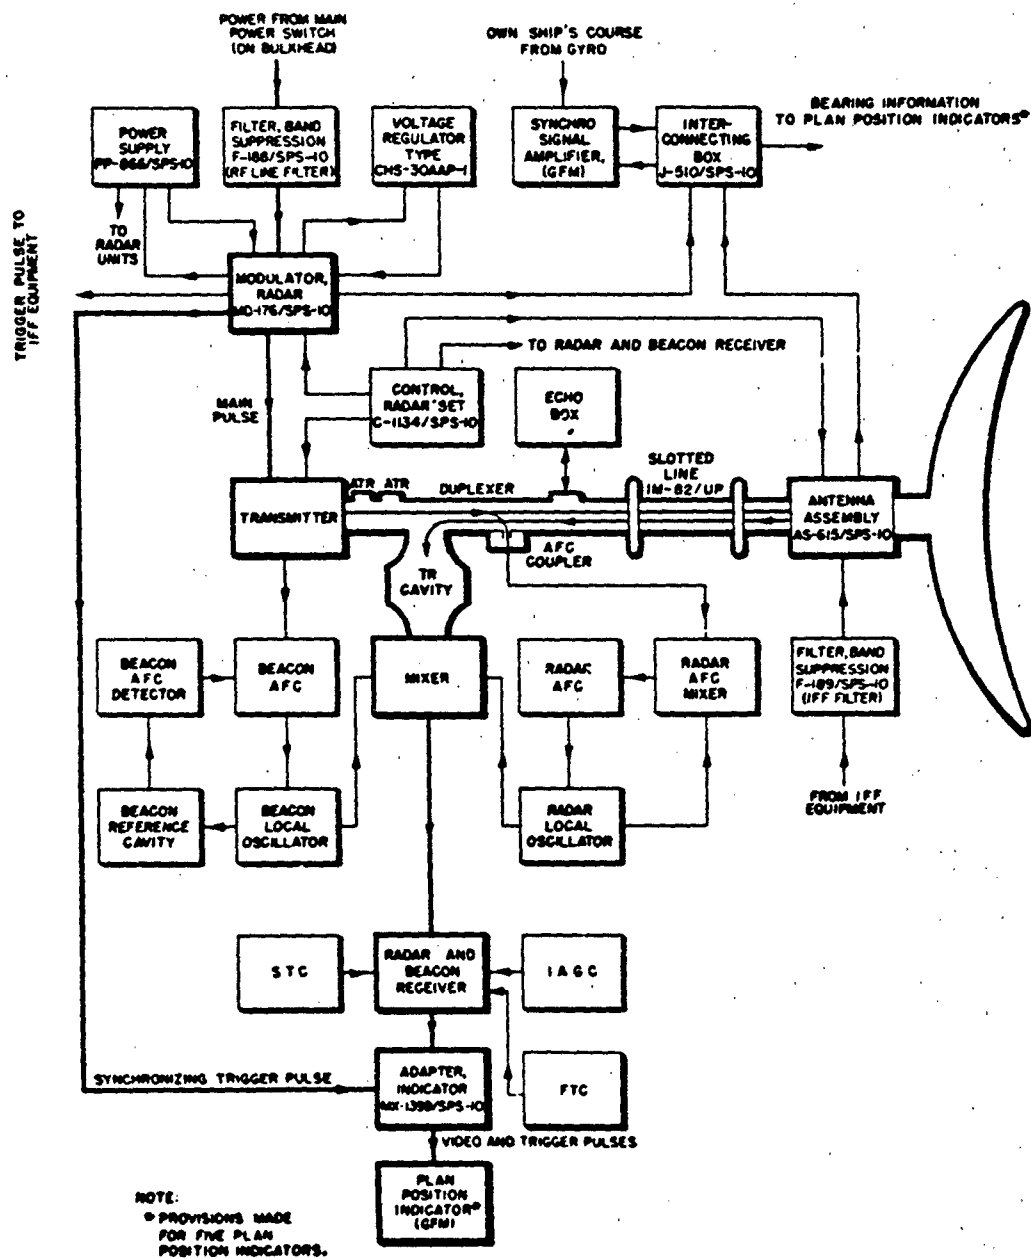 POWER FROM MAIN
POWER SWITCH
(ON BULKHEAD)
OWN SHIP'S COURSE
FROM GYRO
POWER
SUPPLY
PP-866/SPS-10
FILTER, BAND
SUPPRESSION
F-188/SPS-10
(RF LINE FILTER)
VOLTAGE
REGULATOR
TYPE
CHS-30AAP-1
SYNCHRO
SIGNAL
AMPLIFIER,
(GFM)
INTER-
CONNECTING
BOX
J-510/SPS-10
BEARING INFORMATION
TO PLAN POSITION INDICATORS*
TO
RADAR
UNITS
TRIGGER PULSE TO
IFF EQUIPMENT
MODULATOR,
RADAR
MD-176/SPS-10
TO RADAR AND BEACON RECEIVER
MAIN
PULSE
CONTROL,
RADAR SET
C-1134/SPS-10
ECHO
BOX
SLOTTED
LINE
IM-82/UP
ATR ATR
DUPLEXER
TRANSMITTER
ANTENNA
ASSEMBLY
AS-615/SPS-10
AFC
COUPLER
TR
CAVITY
BEACON
AFC
DETECTOR
BEACON
AFC
MIXER
RADAR
AFC
RADAR
AFC
MIXER
FILTER, BAND
SUPPRESSION
F-189/SPS-10
(IFF FILTER)
BEACON
REFERENCE
CAVITY
BEACON
LOCAL
OSCILLATOR
RADAR
LOCAL
OSCILLATOR
FROM IFF
EQUIPMENT
STC
RADAR AND
BEACON
RECEIVER
IAGC
SYNCHRONIZING TRIGGER PULSE
ADAPTER,
INDICATOR
MX-1399/SPS-10
FTC
VIDEO AND TRIGGER PULSES
PLAN
POSITION
INDICATOR*
(GFM)
NOTE:
* PROVISIONS MADE
FOR FIVE PLAN
POSITION INDICATORS.